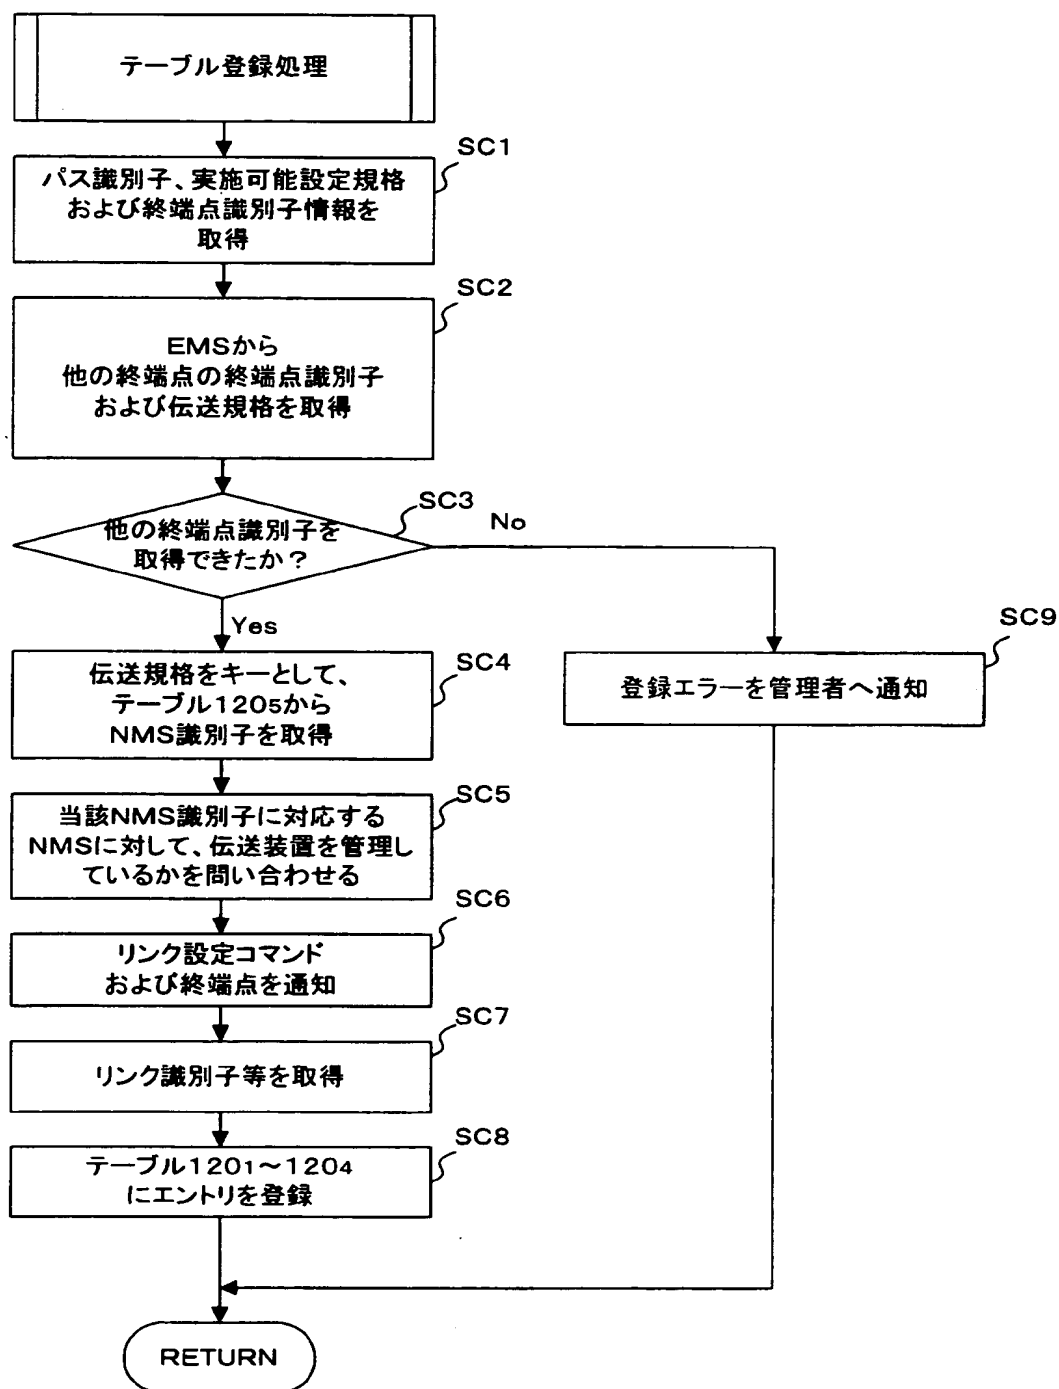 テーブル登録処理
SC1
パス識別子、実施可能設定規格
および終端点識別子情報を
取得
SC2
EMSから
他の終端点の終端点識別子
および伝送規格を取得
SC3
他の終端点識別子を
取得できたか？
No
Yes
SC4
伝送規格をキーとして、
テーブル1205から
NMS識別子を取得
SC9
登録エラーを管理者へ通知
SC5
当該NMS識別子に対応する
NMSに対して、伝送装置を管理し
ているかを問い合わせる
SC6
リンク設定コマンド
および終端点を通知
SC7
リンク識別子等を取得
SC8
テーブル1201～1204
にエントリを登録
RETURN